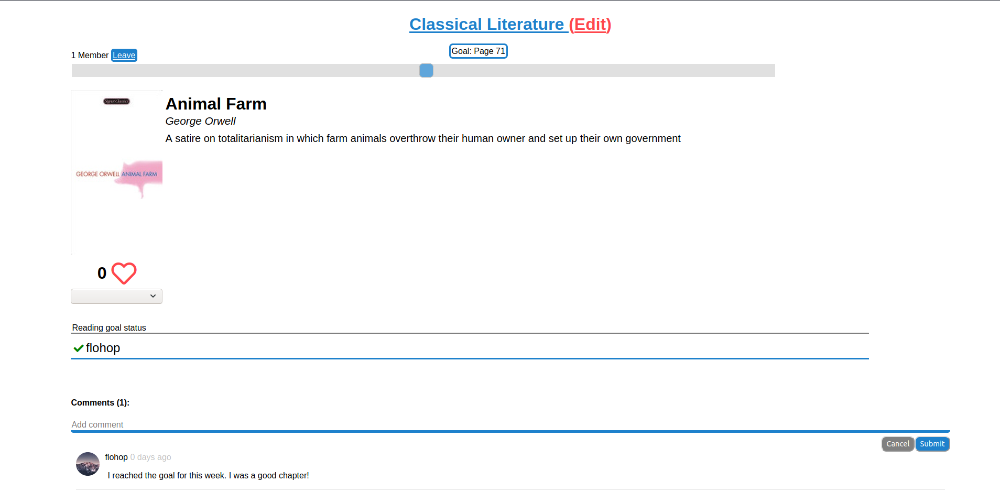 Classical Literature (Edit)
1 Member Leave
Goal: Page 71
Animal Farm
George Orwell
A satire on totalitarianism in which farm animals overthrow their human owner and set up their own government
GEORGE ORWELL ANIMAL FARM
0
Reading goal status
flohop
Comments (1):
Add comment
Cancel Submit
flohop 0 days ago
I reached the goal for this week. I was a good chapter!